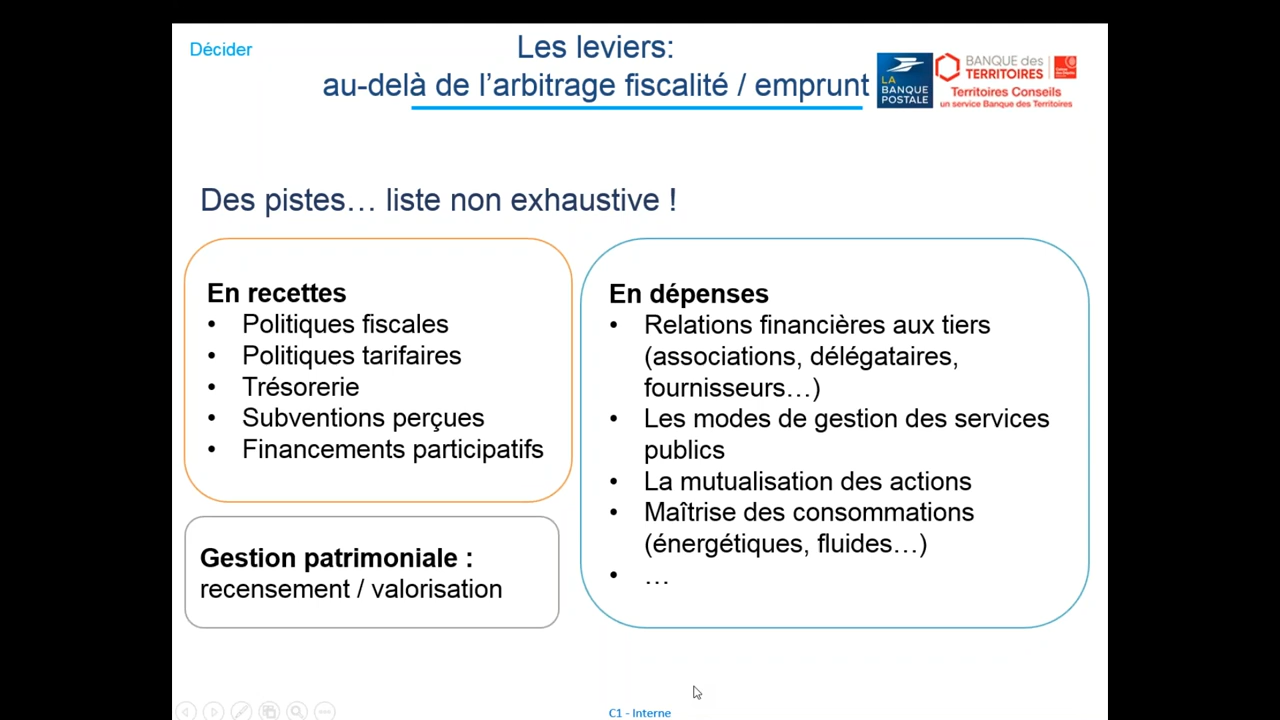 Décider
Les leviers:
au-delà de l’arbitrage fiscalité / emprunt
LA
BANQUE
POSTALE
BANQUE des
TERRITOIRES
Territoires Conseils
un service Banque des Territoires
Des pistes… liste non exhaustive !
En recettes
• Politiques fiscales
• Politiques tarifaires
• Trésorerie
• Subventions perçues
• Financements participatifs
Gestion patrimoniale :
recensement / valorisation
En dépenses
• Relations financières aux tiers
(associations, délégataires,
fournisseurs…)
• Les modes de gestion des services
publics
• La mutualisation des actions
• Maîtrise des consommations
(énergétiques, fluides…)
• …
C1 - Interne